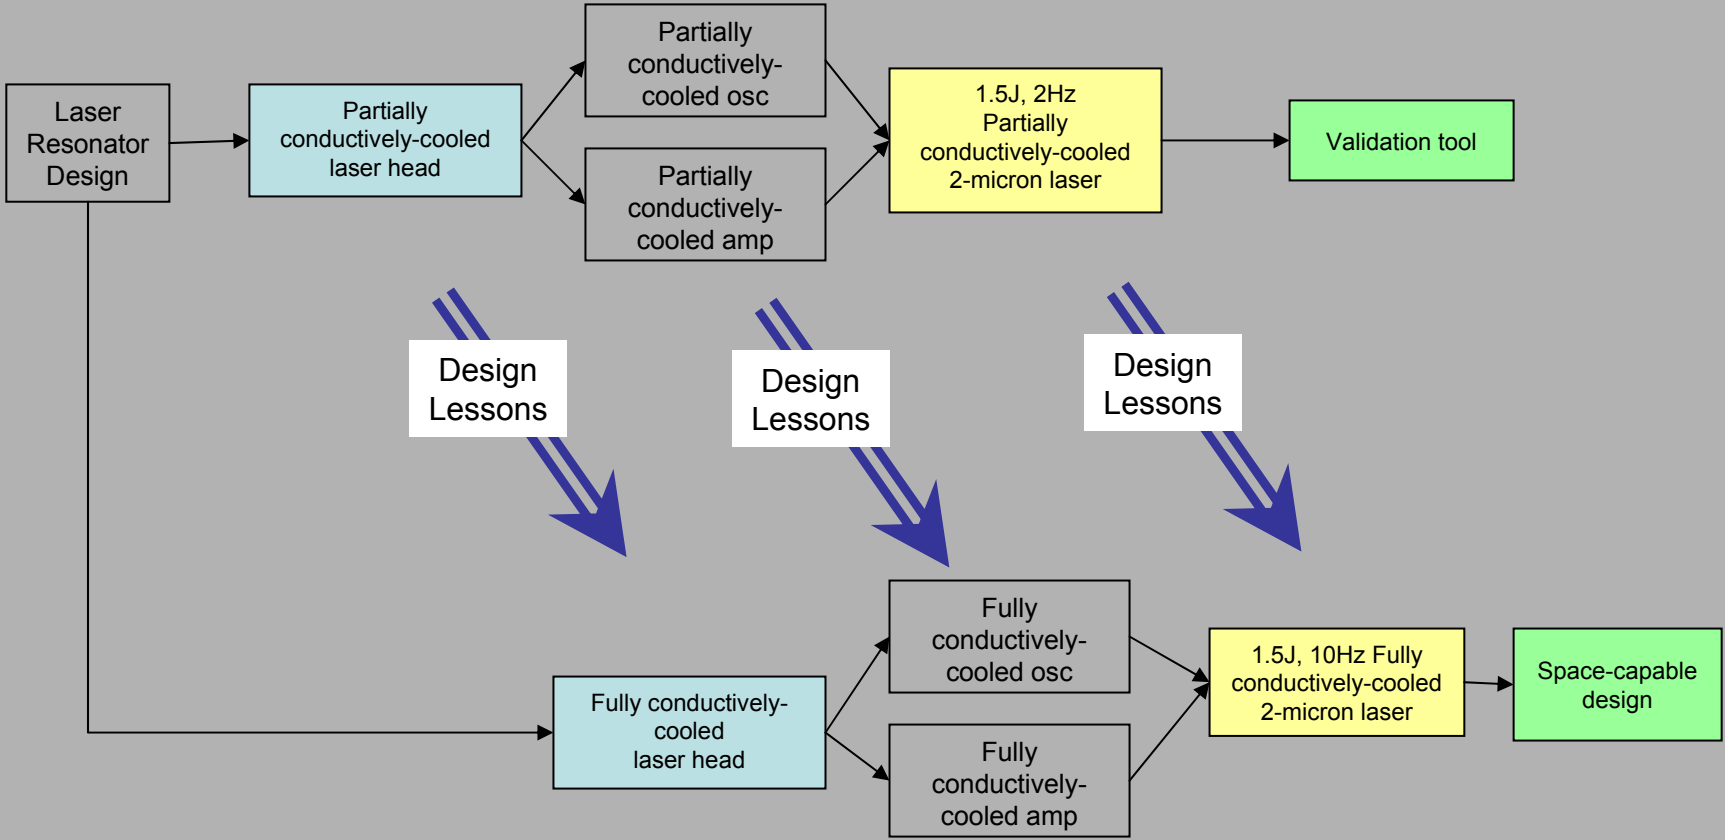 Laser
Resonator
Design
Partially
conductively-cooled
laser head
Partially
conductively-
cooled osc
Partially
conductively-
cooled amp
1.5J, 2Hz
Partially
conductively-cooled
2-micron laser
Validation tool
Design
Lessons
Design
Lessons
Design
Lessons
Fully conductively-
cooled
laser head
Fully
conductively-
cooled osc
Fully
conductively-
cooled amp
1.5J, 10Hz Fully
conductively-cooled
2-micron laser
Space-capable
design